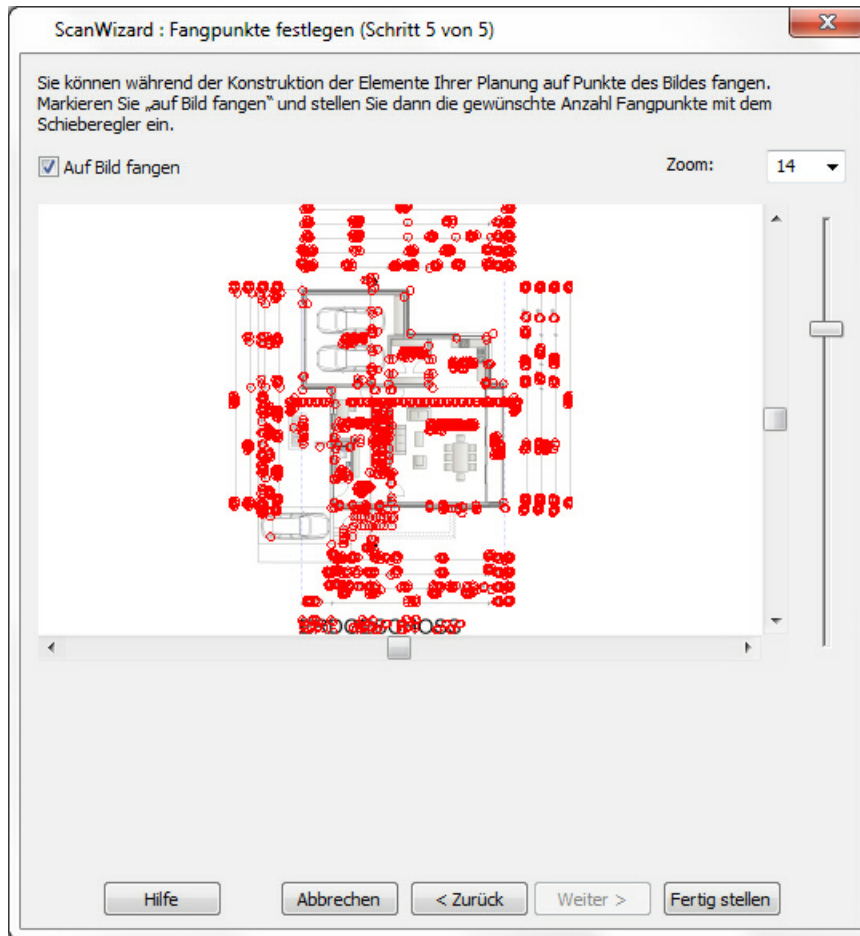 ScanWizard : Fangpunkte festlegen (Schritt 5 von 5)
Sie können während der Konstruktion der Elemente Ihrer Planung auf Punkte des Bildes fangen.
Markieren Sie „auf Bild fangen“ und stellen Sie dann die gewünschte Anzahl Fangpunkte mit dem
Schieberegler ein.
Auf Bild fangen
Zoom:
14
Hilfe
Abbrechen
< Zurück
Weiter >
Fertig stellen